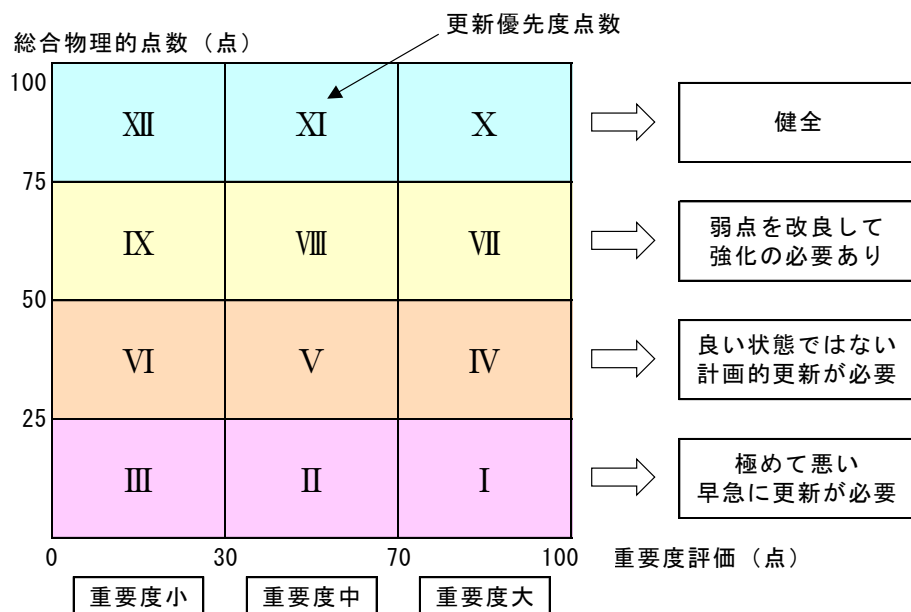 更新優先度点数
総合物理的点数（点）
100
Ⅻ
Ⅺ
Ⅹ
健全
75
Ⅸ
Ⅷ
Ⅶ
弱点を改良して
強化の必要あり
50
Ⅵ
Ⅴ
Ⅳ
良い状態ではない
計画的更新が必要
25
Ⅲ
Ⅱ
Ⅰ
極めて悪い
早急に更新が必要
0
30
70
100
重要度評価（点）
重要度小
重要度中
重要度大